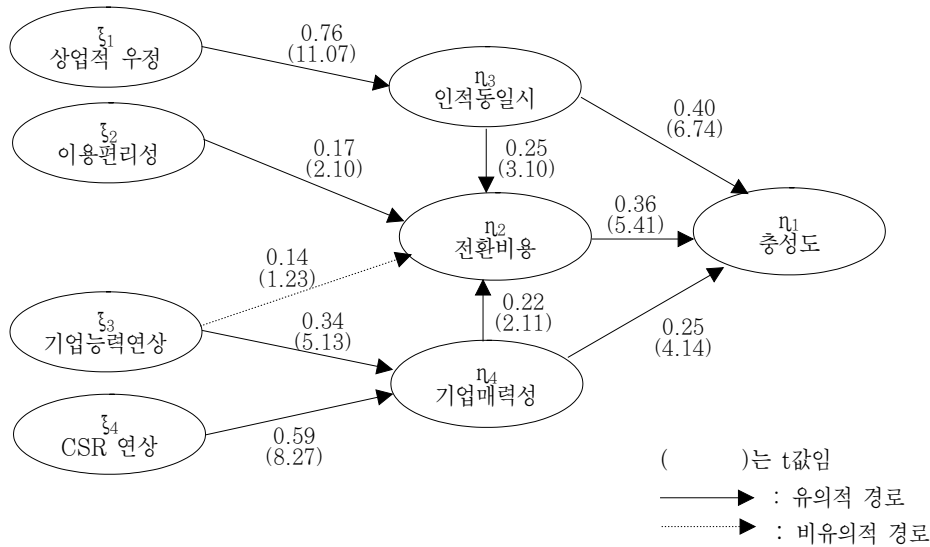 ξ1
상업적 우정
0.76
(11.07)
η3
인적동일시
ξ2
이용편리성
0.17
(2.10)
0.25
(3.10)
0.40
(6.74)
η2
전환비용
0.36
(5.41)
η1
충성도
0.14
(1.23)
ξ3
기업능력연상
0.34
(5.13)
0.22
(2.11)
0.25
(4.14)
η4
기업매력성
ξ4
CSR 연상
0.59
(8.27)
( )는 t값임
: 유의적 경로
: 비유의적 경로